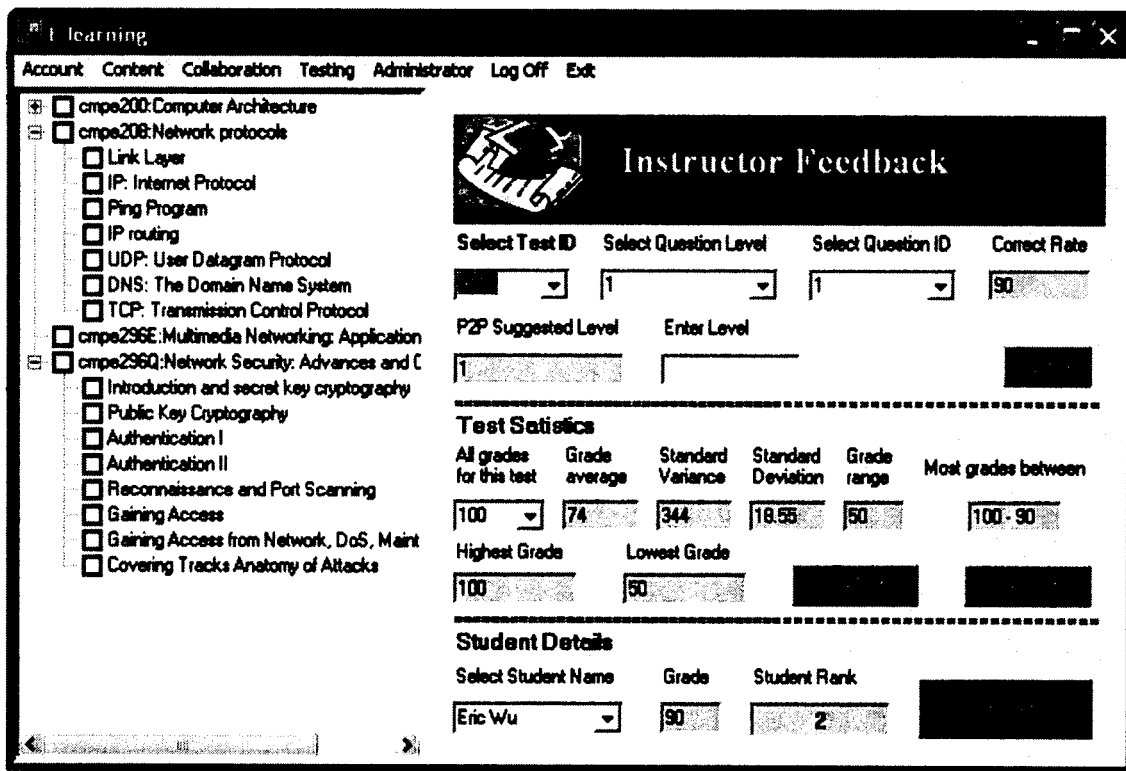 E learning
Account Content Collaboration Testing Administrator Log Off Exit
cmpe200:Computer Architecture
cmpe208:Network protocols
Link Layer
IP: Internet Protocol
Ping Program
IP routing
UDP: User Datagram Protocol
DNS: The Domain Name System
TCP: Transmission Control Protocol
cmpe296E:Multimedia Networking: Application
cmpe296Q:Network Security: Advances and C
Introduction and secret key cryptography
Public Key Cryptography
Authentication I
Authentication II
Reconnaissance and Port Scanning
Gaining Access
Gaining Access from Network, DoS, Maint
Covering Tracks Anatomy of Attacks
Instructor Feedback
Select Test ID Select Question Level Select Question ID Correct Rate
1 1 90
P2P Suggested Level Enter Level
1
Test Satistics
All grades for this test Grade average Standard Variance Standard Deviation Grade range Most grades between
100 74 344 18.55 50 100 - 90
Highest Grade Lowest Grade
100 50
Student Details
Select Student Name Grade Student Rank
Eric Wu 90 2